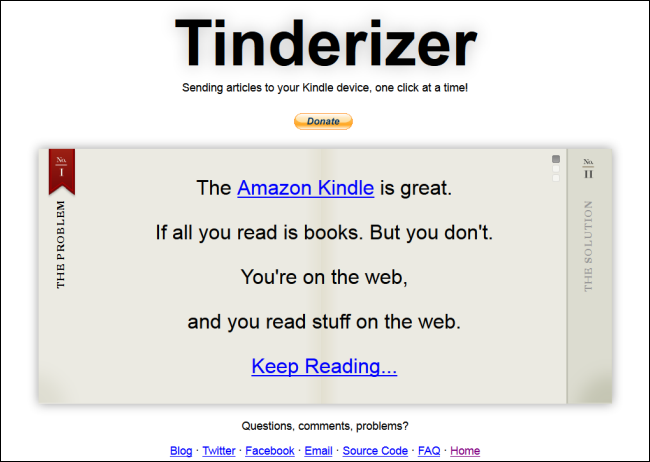 Tinderizer
Sending articles to your Kindle device, one click at a time!
Donate
No.
I
THE PROBLEM
The Amazon Kindle is great.
If all you read is books. But you don't.
You're on the web,
and you read stuff on the web.
Keep Reading...
No.
II
THE SOLUTION
Questions, comments, problems?
Blog · Twitter · Facebook · Email · Source Code · FAQ · Home